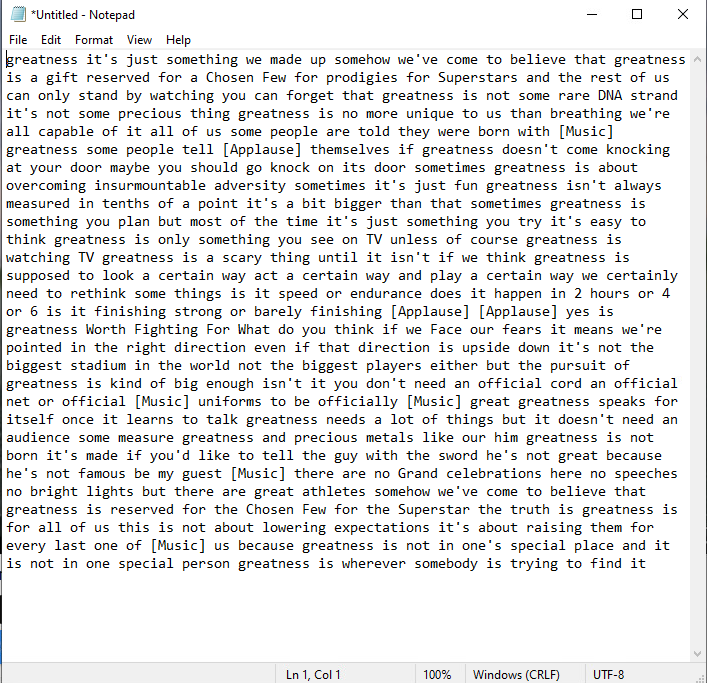 *Untitled - Notepad
File Edit Format View Help
greatness it's just something we made up somehow we've come to believe that greatness
is a gift reserved for a Chosen Few for prodigies for Superstars and the rest of us
can only stand by watching you can forget that greatness is not some rare DNA strand
it's not some precious thing greatness is no more unique to us than breathing we're
all capable of it all of us some people are told they were born with [Music]
greatness some people tell [Applause] themselves if greatness doesn't come knocking
at your door maybe you should go knock on its door sometimes greatness is about
overcoming insurmountable adversity sometimes it's just fun greatness isn't always
measured in tenths of a point it's a bit bigger than that sometimes greatness is
something you plan but most of the time it's just something you try it's easy to
think greatness is only something you see on TV unless of course greatness is
watching TV greatness is a scary thing until it isn't if we think greatness is
supposed to look a certain way act a certain way and play a certain way we certainly
need to rethink some things is it speed or endurance does it happen in 2 hours or 4
or 6 is it finishing strong or barely finishing [Applause] [Applause] yes is
greatness Worth Fighting For What do you think if we Face our fears it means we're
pointed in the right direction even if that direction is upside down it's not the
biggest stadium in the world not the biggest players either but the pursuit of
greatness is kind of big enough isn't it you don't need an official cord an official
net or official [Music] uniforms to be officially [Music] great greatness speaks for
itself once it learns to talk greatness needs a lot of things but it doesn't need an
audience some measure greatness and precious metals like our him greatness is not
born it's made if you'd like to tell the guy with the sword he's not great because
he's not famous be my guest [Music] there are no Grand celebrations here no speeches
no bright lights but there are great athletes somehow we've come to believe that
greatness is reserved for the Chosen Few for the Superstar the truth is greatness is
for all of us this is not about lowering expectations it's about raising them for
every last one of [Music] us because greatness is not in one's special place and it
is not in one special person greatness is wherever somebody is trying to find it
Ln 1, Col 1 100% Windows (CRLF) UTF-8